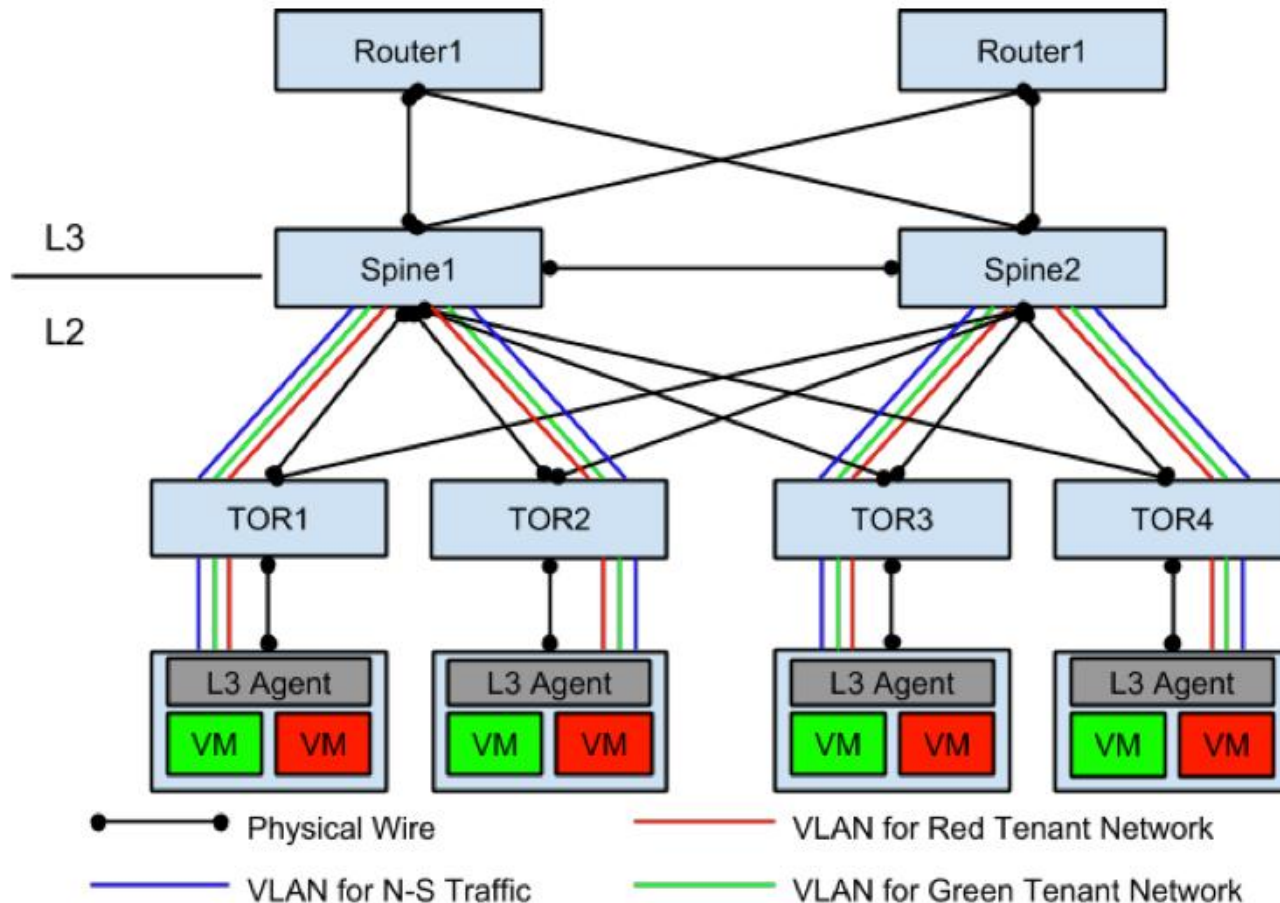 Router1
Router1
L3
Spine1
Spine2
L2
TOR1
TOR2
TOR3
TOR4
L3 Agent
L3 Agent
L3 Agent
L3 Agent
VM
VM
VM
VM
VM
VM
VM
VM
Physical Wire
VLAN for Red Tenant Network
VLAN for N-S Traffic
VLAN for Green Tenant Network